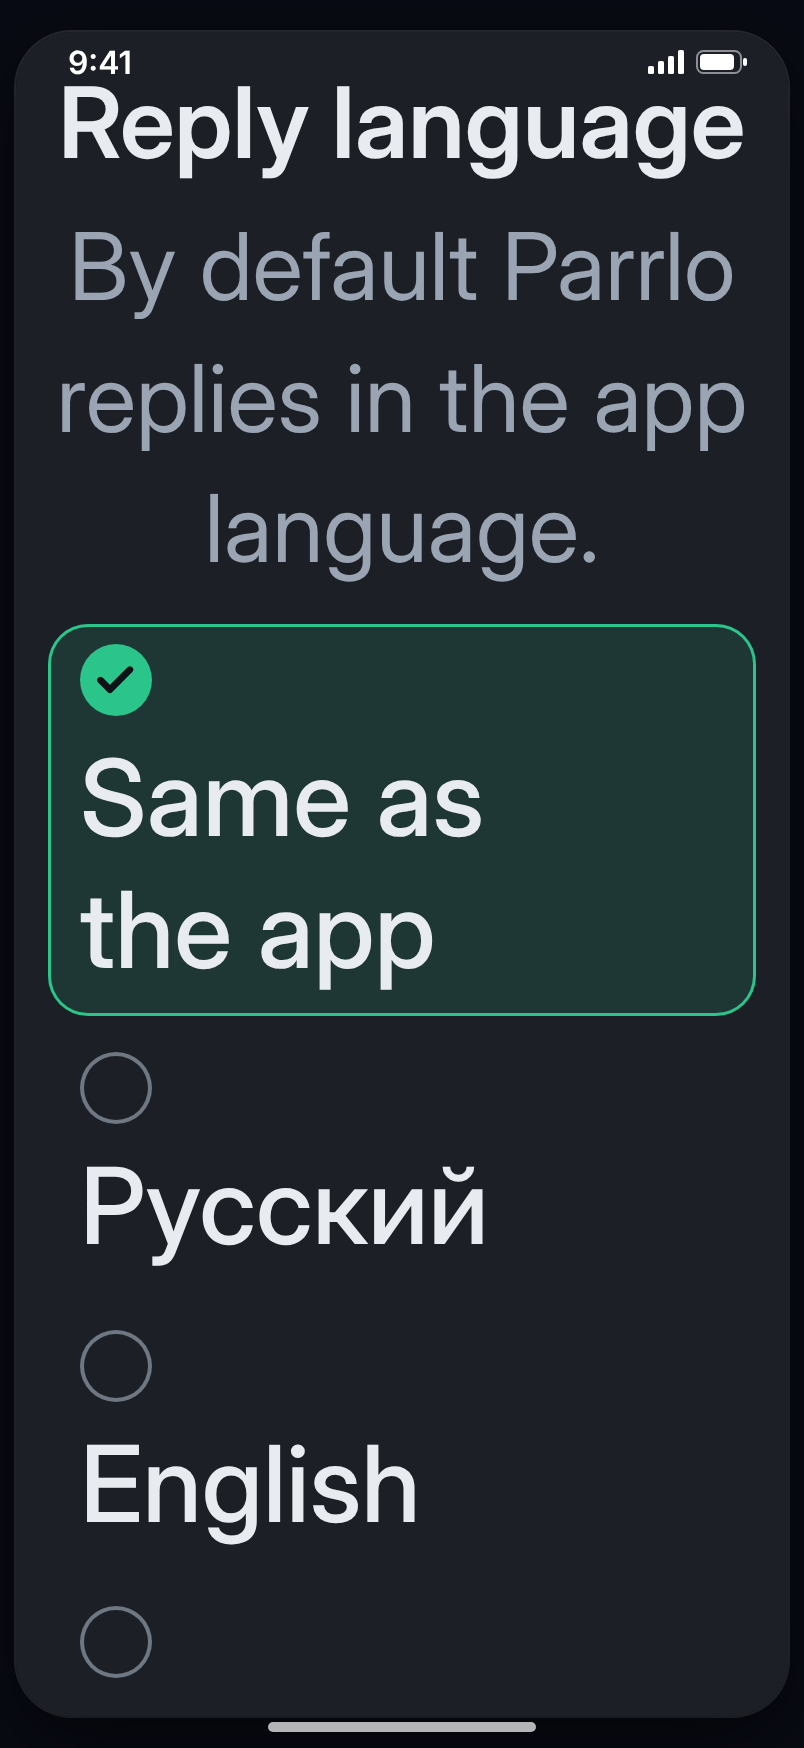 9:41
Reply language
By default Parrlo
replies in the app
language.
Same as
the app
Русский
English